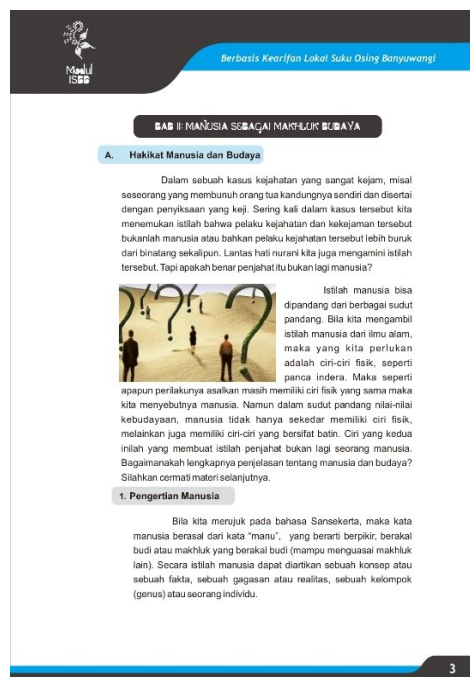 Modul
ISBD
Berbasis Kearifan Lokal Suku Osing Banyuwangi
BAB II: MANUSIA SEBAGAI MAKHLUK BUDAYA
A. Hakikat Manusia dan Budaya
Dalam sebuah kasus kejahatan yang sangat kejam, misal
seseorang yang membunuh orang tua kandungnya sendiri dan disertai
dengan penyiksaan yang keji. Sering kali dalam kasus tersebut kita
menemukan istilah bahwa pelaku kejahatan dan kekejaman tersebut
bukanlah manusia atau bahkan pelaku kejahatan tersebut lebih buruk
dari binatang sekalipun. Lantas hati nurani kita juga mengamini istilah
tersebut. Tapi apakah benar penjahat itu bukan lagi manusia?
Istilah manusia bisa
dipandang dari berbagai sudut
pandang. Bila kita mengambil
istilah manusia dari ilmu alam,
maka yang kita perlukan
adalah ciri-ciri fisik, seperti
panca indera. Maka seperti
apapun perilakunya asalkan masih memiliki ciri fisik yang sama maka
kita menyebutnya manusia. Namun dalam sudut pandang nilai-nilai
kebudayaan, manusia tidak hanya sekedar memiliki ciri fisik,
melainkan juga memiliki ciri-ciri yang bersifat batin. Ciri yang kedua
inilah yang membuat istilah penjahat bukan lagi seorang manusia.
Bagaimanakah lengkapnya penjelasan tentang manusia dan budaya?
Silahkan cermati materi selanjutnya.
1. Pengertian Manusia
Bila kita merujuk pada bahasa Sansekerta, maka kata
manusia berasal dari kata "manu", yang berarti berpikir, berakal
budi atau makhluk yang berakal budi (mampu menguasai makhluk
lain). Secara istilah manusia dapat diartikan sebuah konsep atau
sebuah fakta, sebuah gagasan atau realitas, sebuah kelompok
(genus) atau seorang individu.
3